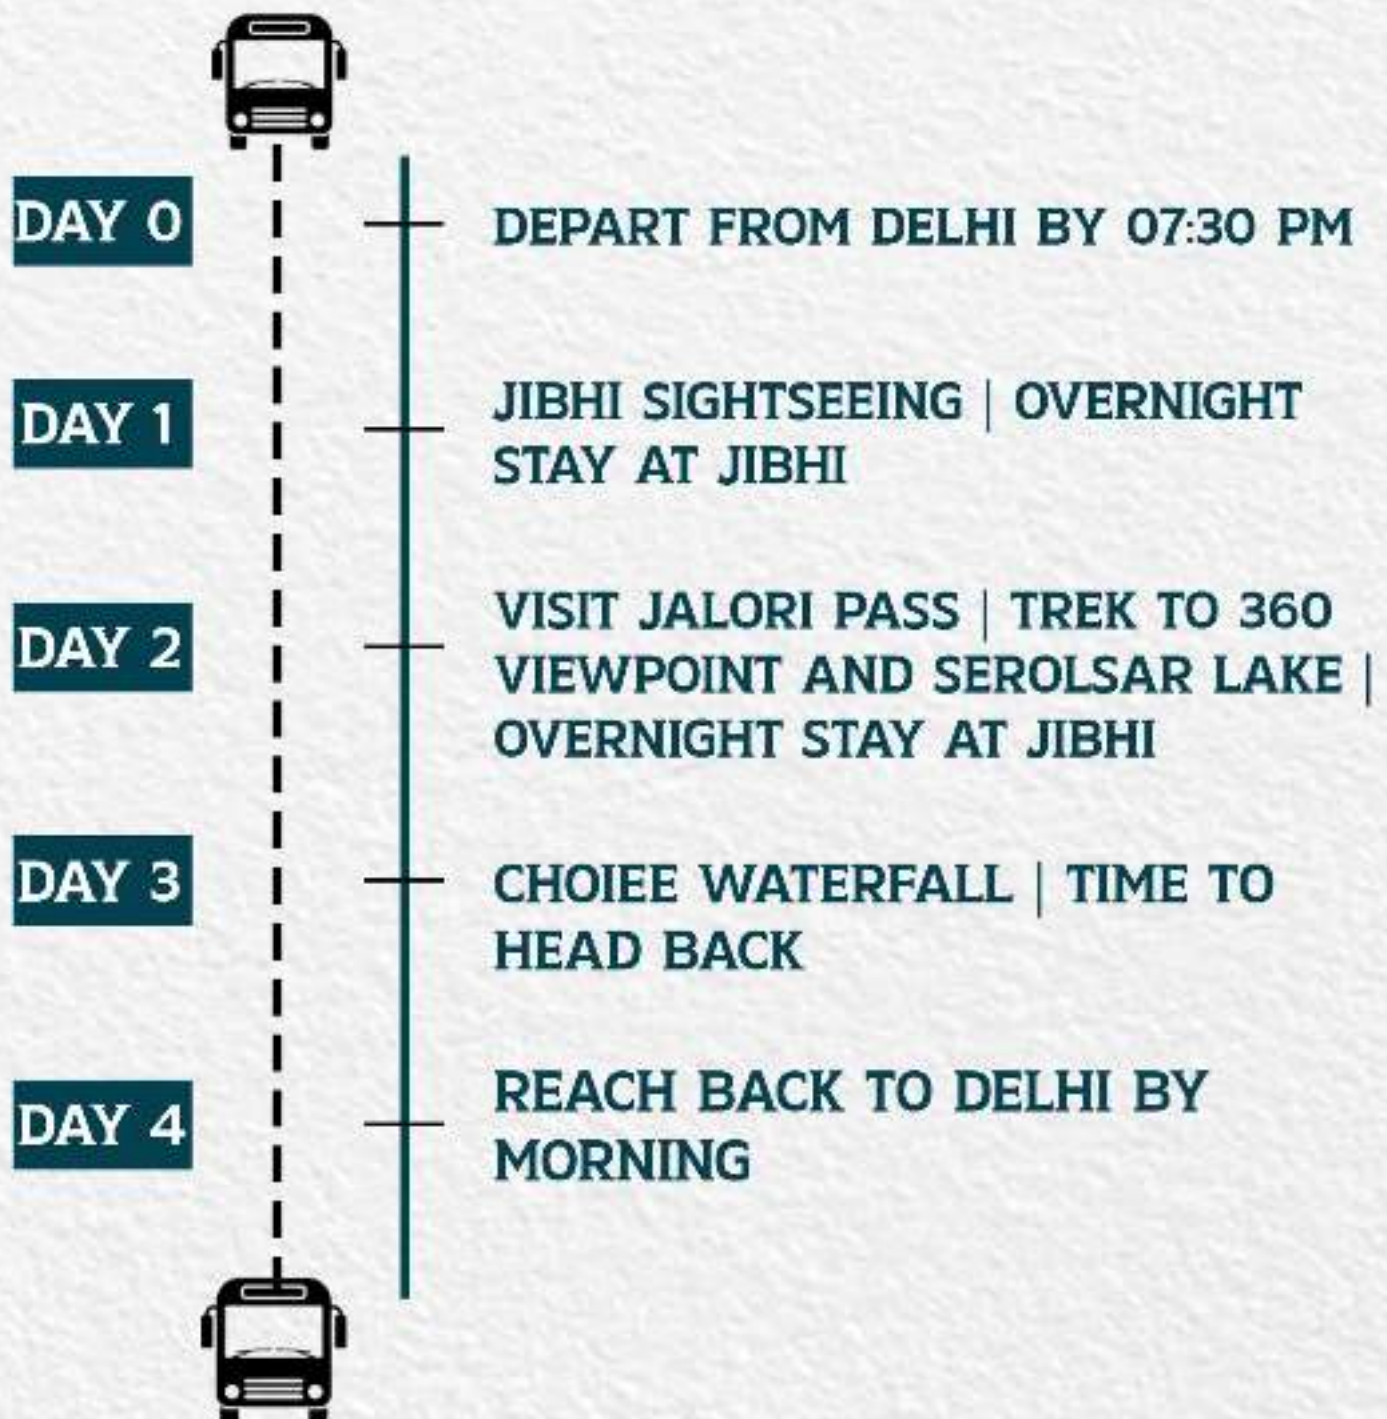 DAY 0
DEPART FROM DELHI BY 07:30 PM
DAY 1
JIBHI SIGHTSEEING | OVERNIGHT
STAY AT JIBHI
DAY 2
VISIT JALORI PASS | TREK TO 360
VIEWPOINT AND SEROLSAR LAKE |
OVERNIGHT STAY AT JIBHI
DAY 3
CHOIEE WATERFALL | TIME TO
HEAD BACK
DAY 4
REACH BACK TO DELHI BY
MORNING